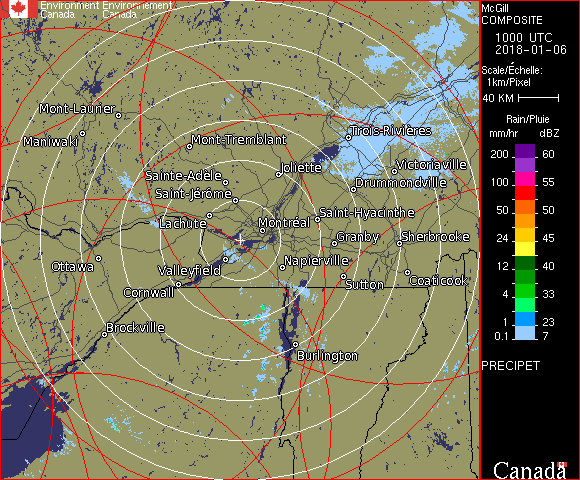 Environment Environnement
Canada Canada
McGill
COMPOSITE
1000 UTC
2018-01-06
Scale/Échelle:
1km/Pixel
40 KM
Rain/Pluie
mm/hr dBZ
200 60
100 55
50 50
24 45
12 40
4 33
1 23
0.1 7
PRECIPET
Canada
Mont-Laurier
Maniwaki
Mont-Tremblant
Trois-Rivières
Sainte-Adèle
Joliette
Victoriaville
Saint-Jérôme
Drummondville
Lachute
Montréal
Saint-Hyacinthe
Granby
Sherbrooke
Ottawa
Valleyfield
Napierville
Cornwall
Sutton
Coaticook
Brockville
Burlington